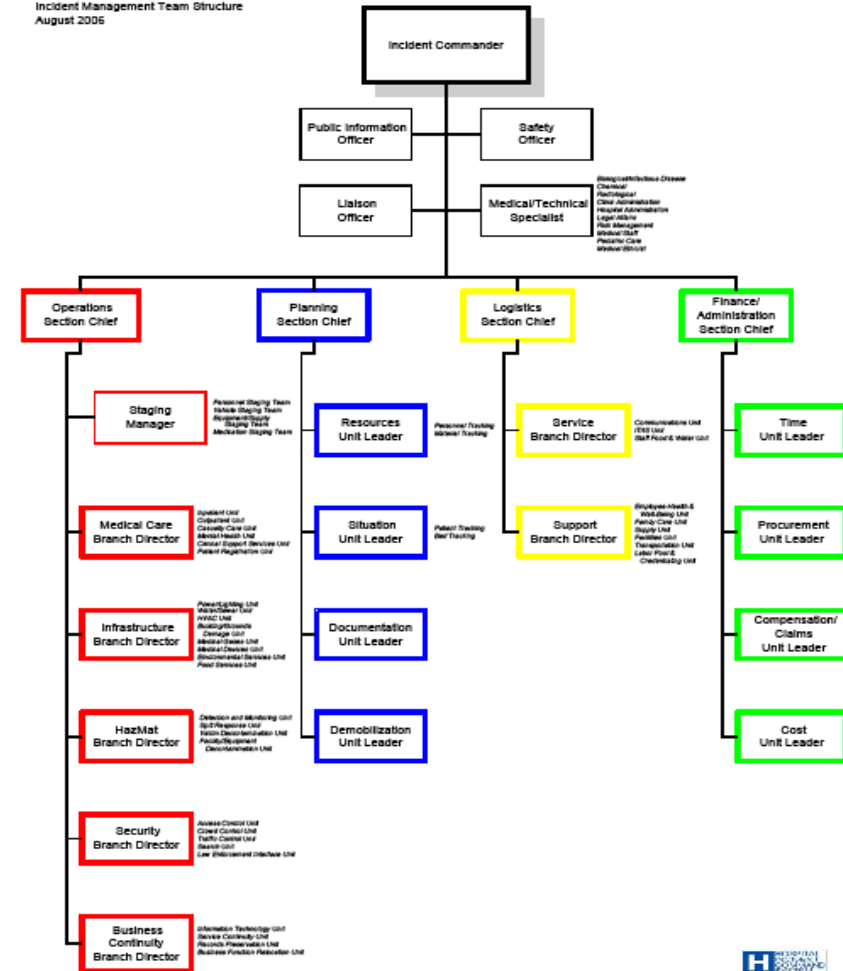 Incident Management Team Structure
August 2006
Incident Commander
Public Information
Officer
Safety
Officer
Liaison
Officer
Medical/Technical
Specialist
Biological/Infectious Disease
Chemical
Radiological
Clinic Administration
Hospital Administration
Legal Affairs
Risk Management
Medical Staff
Pediatric Care
Medical Ethicist
Operations
Section Chief
Planning
Section Chief
Logistics
Section Chief
Finance/
Administration
Section Chief
Staging
Manager
Personnel Staging Team
Vehicle Staging Team
Equipment/Supply
Staging Team
Medication Staging Team
Resources
Unit Leader
Personnel Tracking
Material Tracking
Service
Branch Director
Communications Unit
IT/IS Unit
Staff Food & Water Unit
Time
Unit Leader
Medical Care
Branch Director
Inpatient Unit
Outpatient Unit
Casualty Care Unit
Mental Health Unit
Clinical Support Services Unit
Patient Registration Unit
Situation
Unit Leader
Patient Tracking
Bed Tracking
Support
Branch Director
Employee Health &
Well-Being Unit
Family Care Unit
Supply Unit
Facilities Unit
Transportation Unit
Labor Pool &
Credentialing Unit
Procurement
Unit Leader
Infrastructure
Branch Director
Power/Lighting Unit
Water/Sewer Unit
HVAC Unit
Building/Grounds
Damage Unit
Medical Gases Unit
Medical Devices Unit
Environmental Services Unit
Food Services Unit
Documentation
Unit Leader
Compensation/
Claims
Unit Leader
HazMat
Branch Director
Detection and Monitoring Unit
Spill Response Unit
Victim Decontamination Unit
Facility/Equipment
Decontamination Unit
Demobilization
Unit Leader
Cost
Unit Leader
Security
Branch Director
Access Control Unit
Crowd Control Unit
Traffic Control Unit
Search Unit
Law Enforcement Interface Unit
Business
Continuity
Branch Director
Information Technology Unit
Service Continuity Unit
Records Preservation Unit
Business Function Relocation Unit
H HOSPITAL
INCIDENT
COMMAND